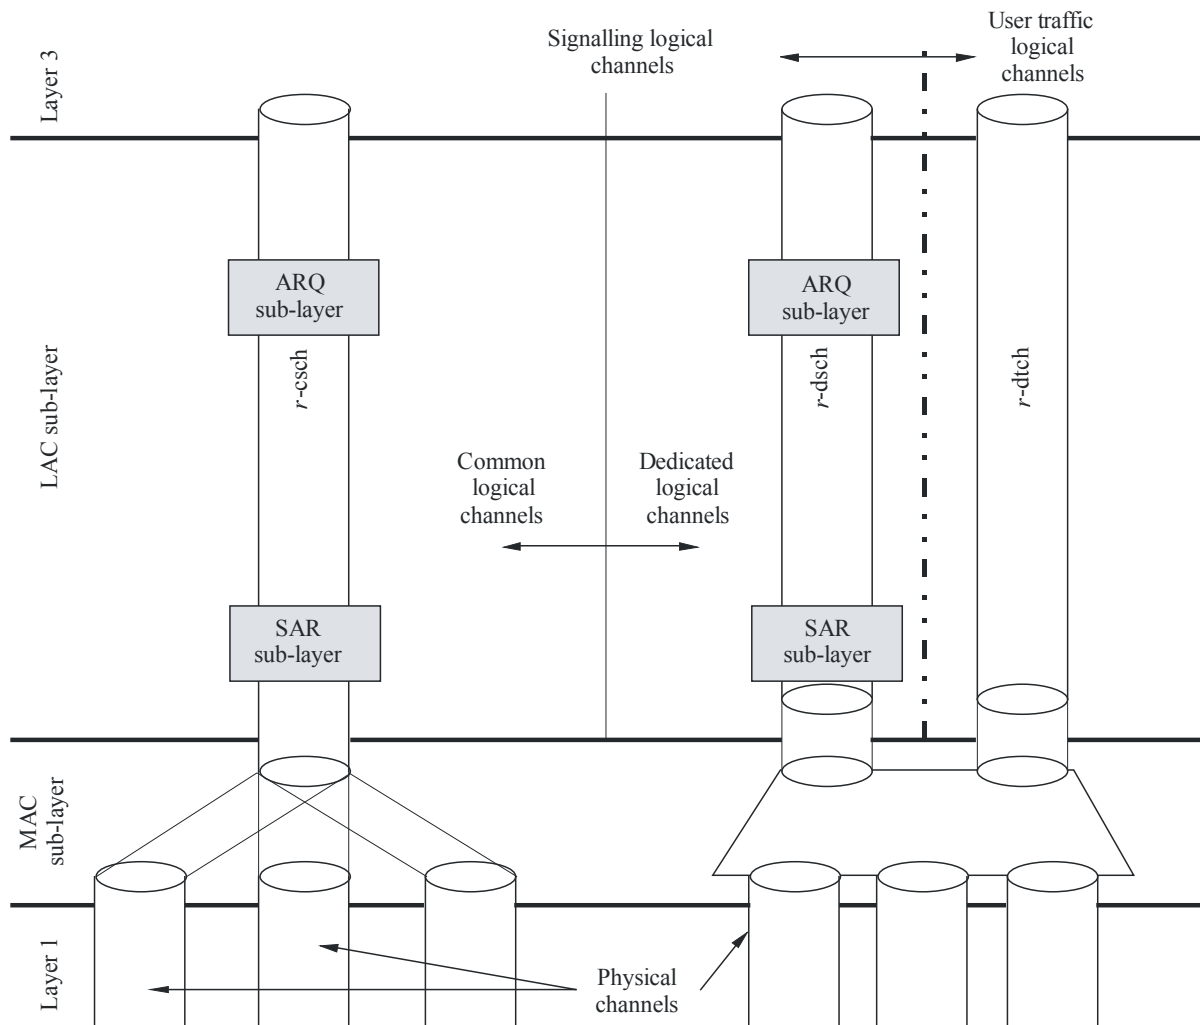 Layer 3
Signalling logical
channels
User traffic
logical
channels
LAC sub-layer
ARQ
sub-layer
r-csch
SAR
sub-layer
Common
logical
channels
Dedicated
logical
channels
ARQ
sub-layer
r-dsch
SAR
sub-layer
r-dtch
MAC
sub-layer
Layer 1
Physical
channels